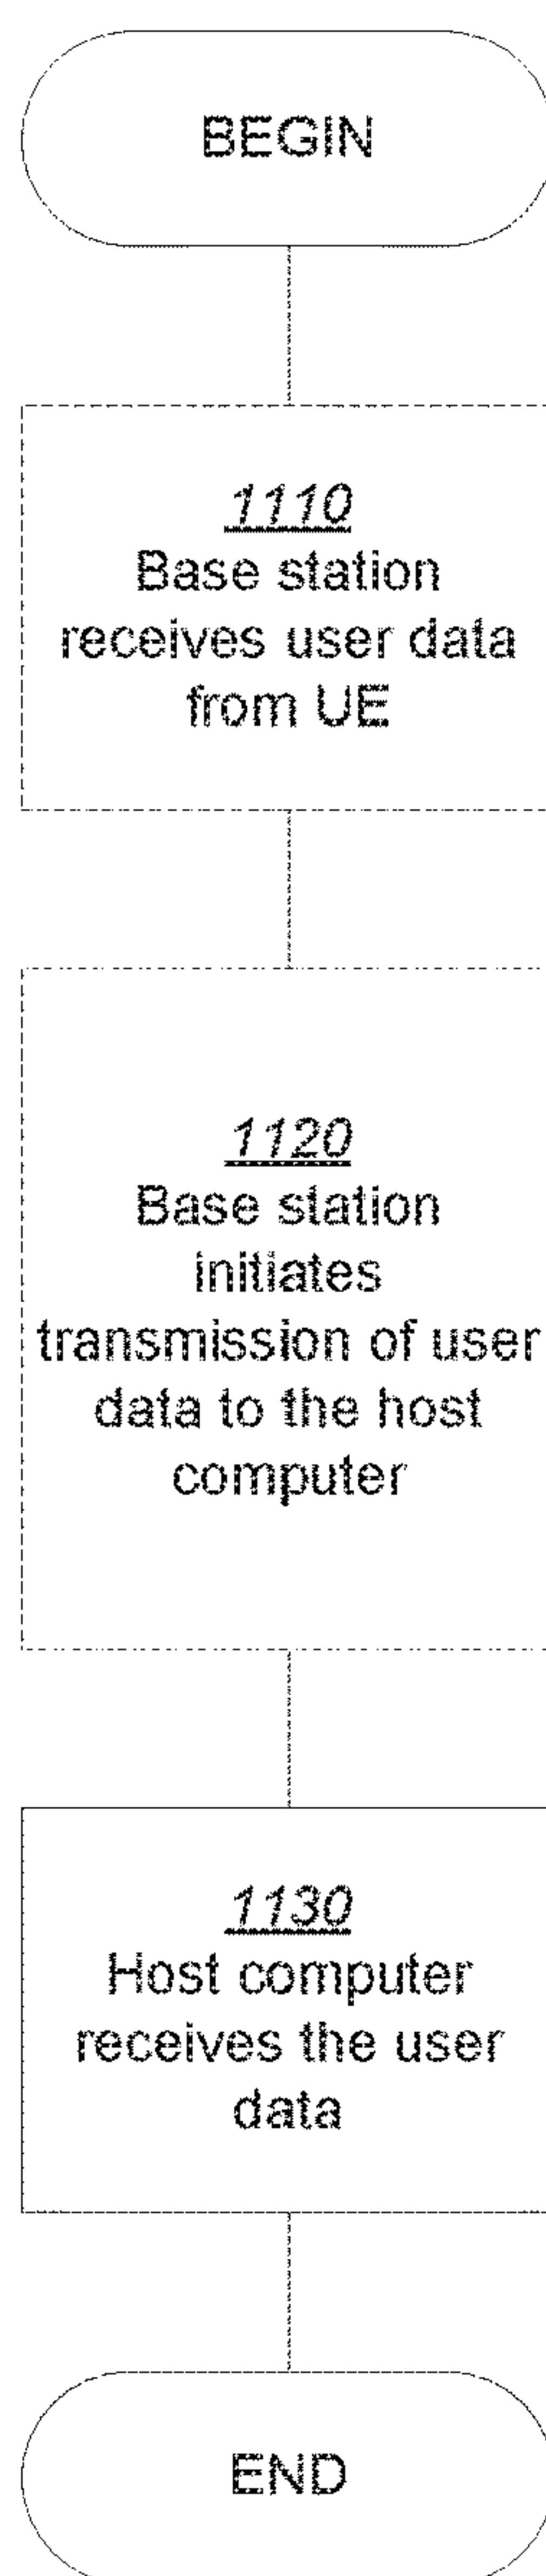 BEGIN
1110
Base station
receives user data
from UE
1120
Base station
initiates
transmission of user
data to the host
computer
1130
Host computer
receives the user
data
END